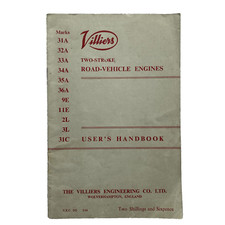 Marks
31A
32A
33A
34A
35A
36A
9E
11E
2L
3L
31C
Villiers
TWO-STROKE
ROAD-VEHICLE ENGINES
USER'S HANDBOOK
THE VILLIERS ENGINEERING CO. LTD.
WOLVERHAMPTON, ENGLAND
Two Shillings and Sixpence